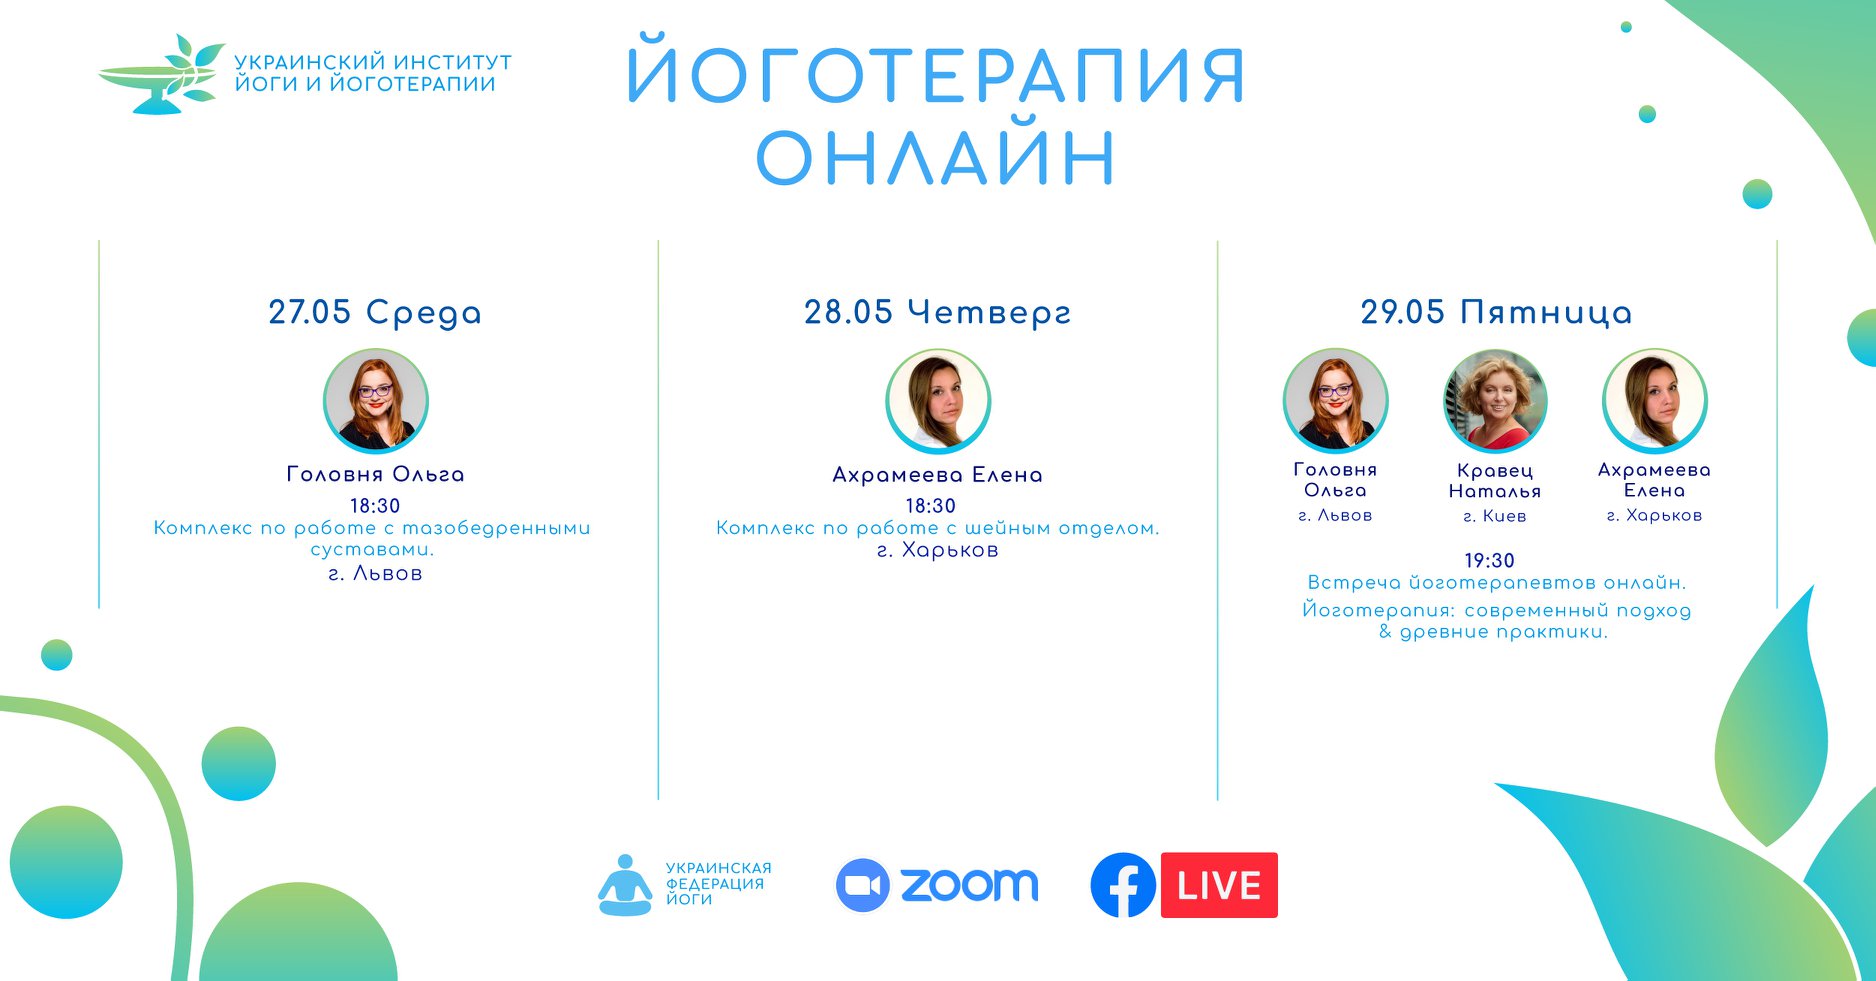 УКРАИНСКИЙ ИНСТИТУТ
ЙОГИ И ЙОГОТЕРАПИИ
ЙОГОТЕРАПИЯ
ОНЛАЙН
27.05 Среда
Головня Ольга
18:30
Комплекс по работе с тазобедренными
суставами.
г. Львов
28.05 Четверг
Ахрамеева Елена
18:30
Комплекс по работе с шейным отделом.
г. Харьков
29.05 Пятница
Головня
Ольга
г. Львов
Кравец
Наталья
г. Киев
Ахрамеева
Елена
г. Харьков
19:30
Встреча йоготерапевтов онлайн.
Йоготерапия: современный подход
& древние практики.
УКРАИНСКАЯ
ФЕДЕРАЦИЯ
ЙОГИ
zoom
f LIVE